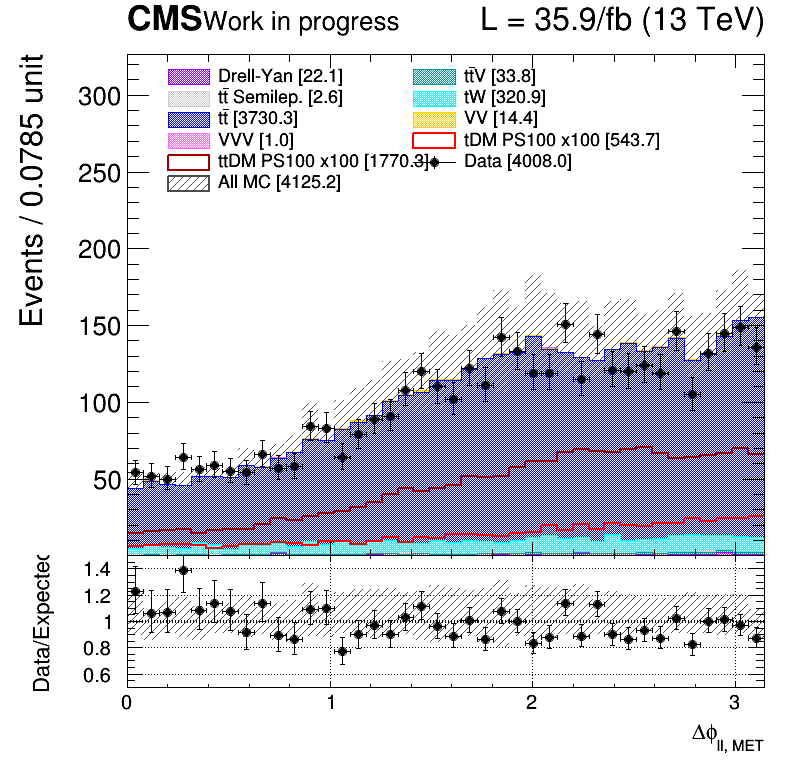 CMS Work in progress L = 35.9/fb (13 TeV)
Drell-Yan [22.1] tt̄V [33.8]
tt̄ Semilep. [2.6] tW [320.9]
tt̄ [3730.3] VV [14.4]
VVV [1.0] tDM PS100 x100 [543.7]
ttDM PS100 x100 [1770.3] Data [4008.0]
All MC [4125.2]
Events / 0.0785 unit
300
250
200
150
100
50
Data/Expected
1.4
1.2
1
0.8
0.6
0 1 2 3
Δϕll, MET